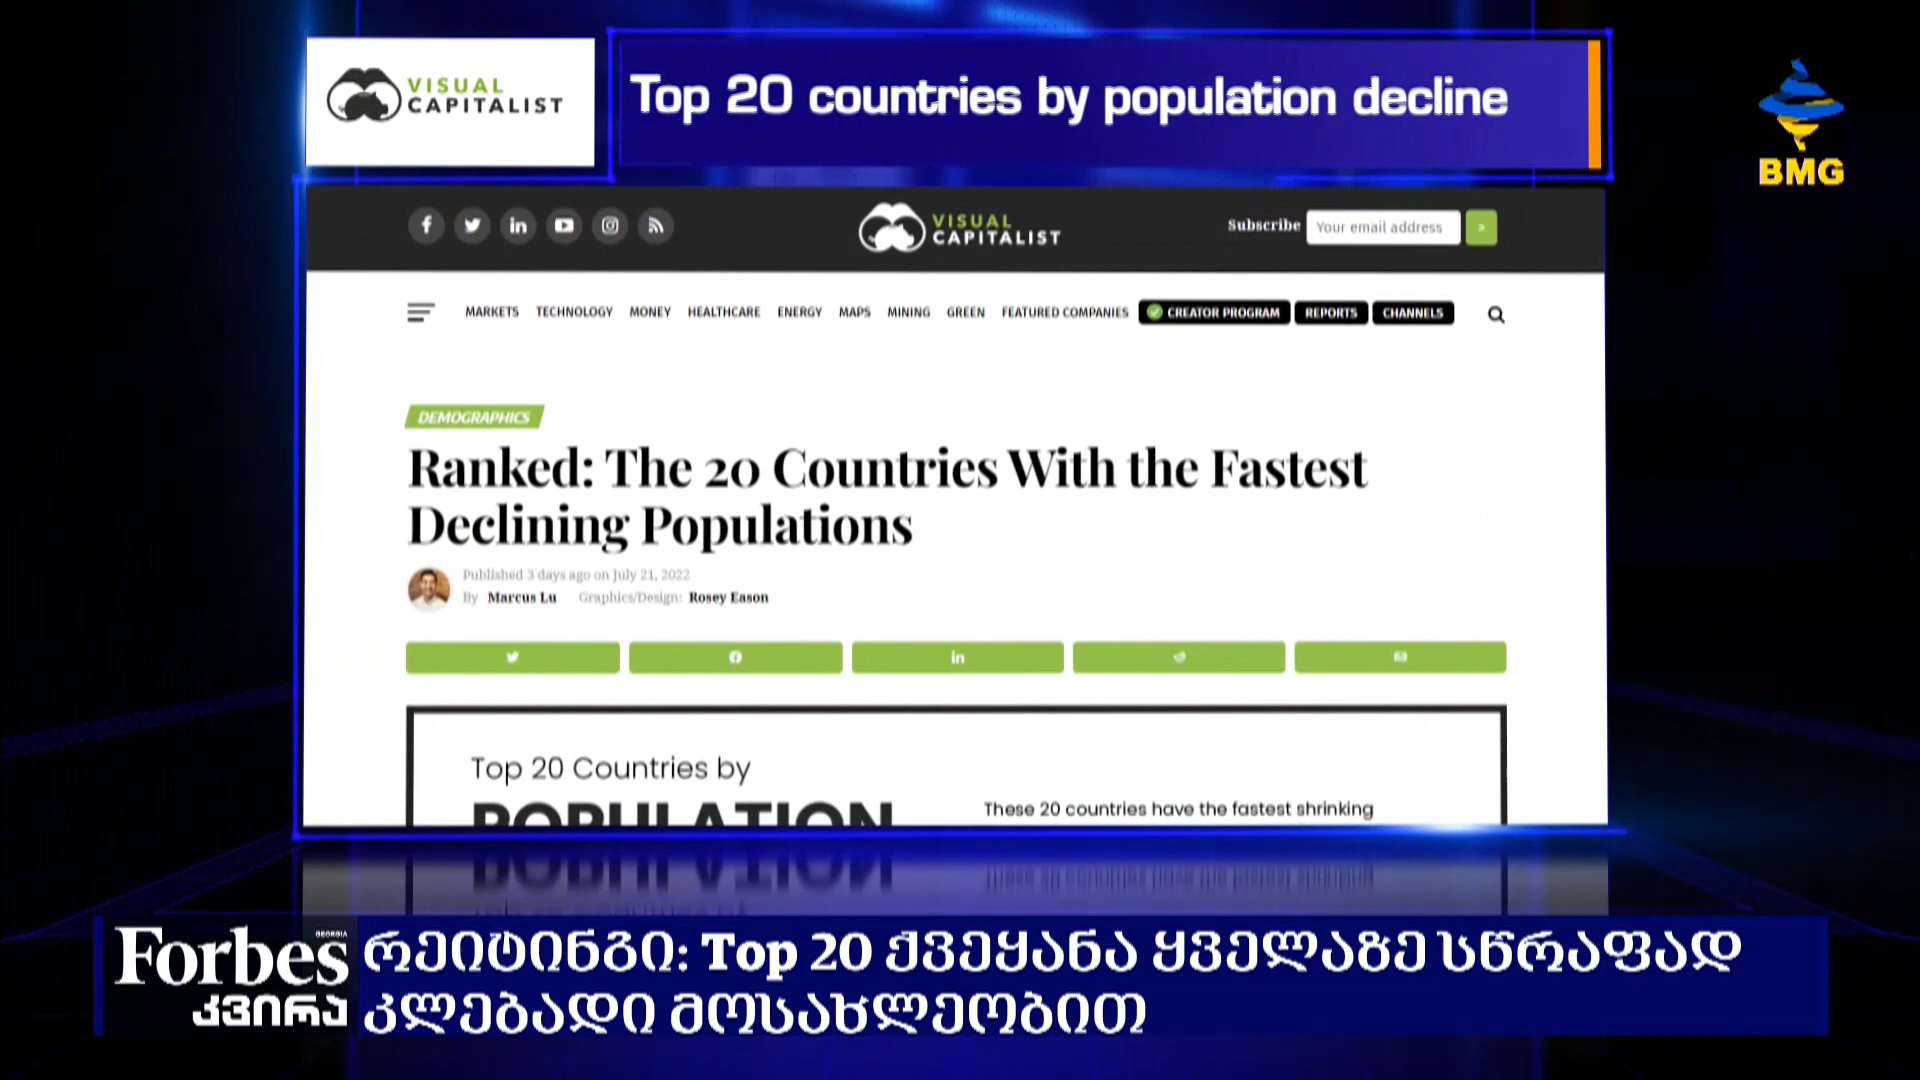 VISUAL
CAPITALIST
Top 20 countries by population decline
BMG
VISUAL
CAPITALIST
Subscribe
Your email address
>
MARKETS TECHNOLOGY MONEY HEALTHCARE ENERGY MAPS MINING GREEN FEATURED COMPANIES CREATOR PROGRAM REPORTS CHANNELS
DEMOGRAPHICS
Ranked: The 20 Countries With the Fastest
Declining Populations
Published 3 days ago on July 21, 2022
By Marcus Lu Graphics/Design: Rosey Eason
Top 20 Countries by
POPULATION
These 20 countries have the fastest shrinking
Forbes
GEORGIA
კვირა
რეიტინგი: Top 20 ქვეყანა ყველაზე სწრაფად
კლებადი მოსახლეობით